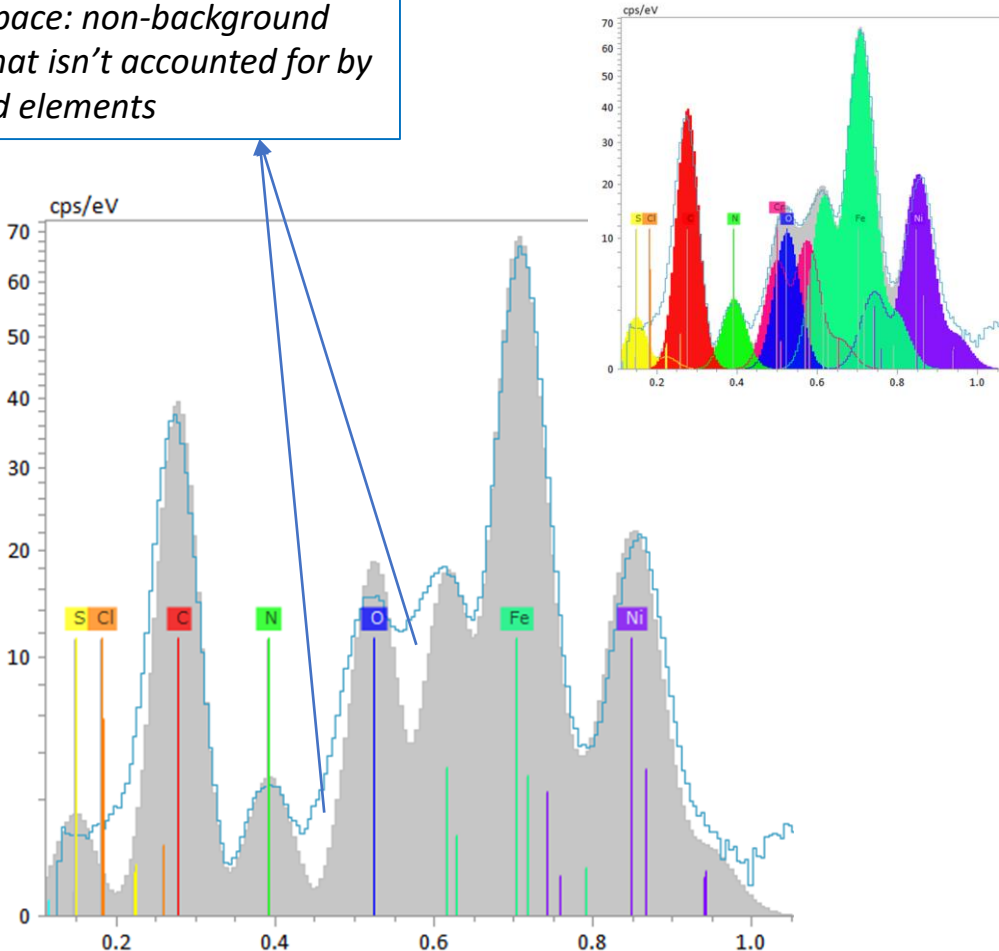 pace: non-background
hat isn't accounted for by
d elements
cps/eV
70
60
50
40
30
20
10
0
S Cl C N Cr O Fe Ni
0.2 0.4 0.6 0.8 1.0
cps/eV
70
60
50
40
30
20
10
0
S Cl C N O Fe Ni
0.2 0.4 0.6 0.8 1.0